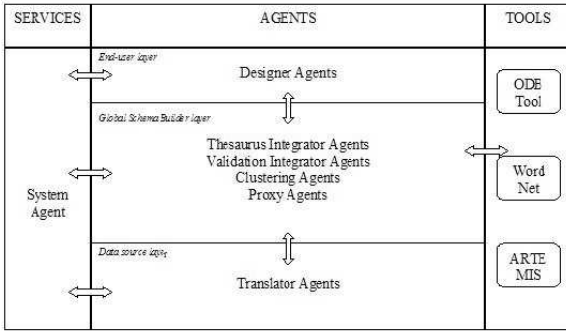 SERVICES
AGENTS
TOOLS
End-user layer
Designer Agents
ODE
Tool
Global Schema Builder layer
Thesaurus Integrator Agents
Validation Integrator Agents
Clustering Agents
Proxy Agents
System
Agent
Word
Net
Data source layer
Translator Agents
ARTE
MIS